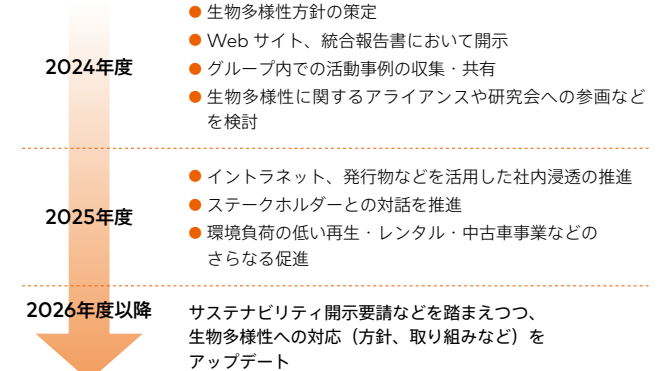 2024年度
● 生物多様性方針の策定
● Web サイト、統合報告書において開示
● グループ内での活動事例の収集・共有
● 生物多様性に関するアライアンスや研究会への参画など
を検討
2025年度
● イントラネット、発行物などを活用した社内浸透の推進
● ステークホルダーとの対話を推進
● 環境負荷の低い再生・レンタル・中古車事業などの
さらなる促進
2026年度以降
サステナビリティ開示要請などを踏まえつつ、
生物多様性への対応（方針、取り組みなど）を
アップデート